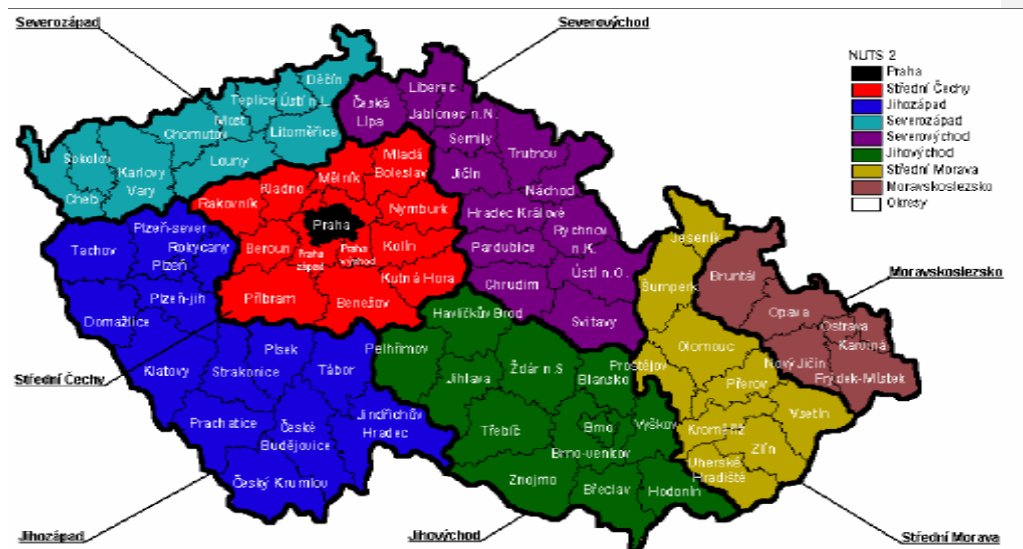 Severozápad
Severovýchod
NUTS 2
Praha
Střední Čechy
Jihozápad
Severozápad
Severovýchod
Jihovýchod
Střední Morava
Moravskoslezsko
Okresy
Děčín
Teplice
Ústí n.L.
Most
Chomutov
Litoměřice
Louny
Sokolov
Karlovy
Vary
Cheb
Česká
Lípa
Liberec
Jablonec n.N.
Semily
Trutnov
Jičín
Náchod
Hradec Králové
Rychnov
n.K.
Pardubice
Ústí n.O.
Chrudim
Svitavy
Mladá
Boleslav
Mělník
Kladno
Rakovník
Nymburk
Praha
Beroun
Praha
západ
Praha
východ
Kolín
Kutná Hora
Příbram
Benešov
Tachov
Plzeň-sever
Rokycany
Plzeň
Plzeň-jih
Domažlice
Klatovy
Písek
Strakonice
Tábor
Prachatice
České
Budějovice
Jindřichův
Hradec
Český Krumlov
Havlíčkův Brod
Pelhřimov
Jihlava
Žďár n.S
Blansko
Třebíč
Brno
Vyškov
Brno-venkov
Znojmo
Břeclav
Hodonín
Jeseník
Šumperk
Olomouc
Prostějov
Přerov
Kroměříž
Vsetín
Zlín
Uherské
Hradiště
Bruntál
Opava
Ostrava
Karviná
Nový Jičín
Frýdek-Místek
Moravskoslezsko
Střední Čechy
Jihozápad
Jihovýchod
Střední Morava